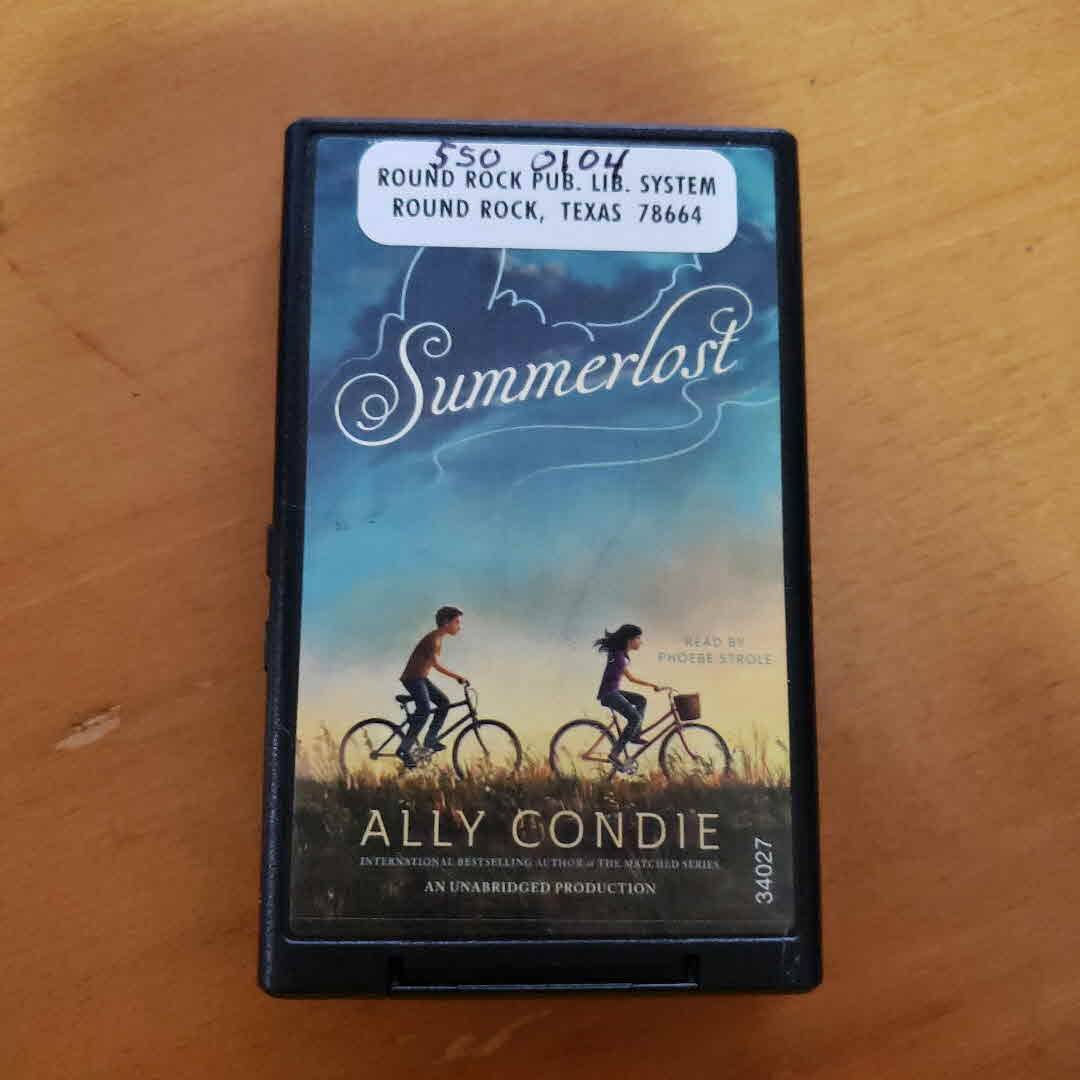 550 0104
ROUND ROCK PUB. LIB. SYSTEM
ROUND ROCK, TEXAS 78664
Summerlost
READ BY
PHOEBE STROLE
ALLY CONDIE
INTERNATIONAL BESTSELLING AUTHOR of THE MATCHED SERIES
AN UNABRIDGED PRODUCTION
34027